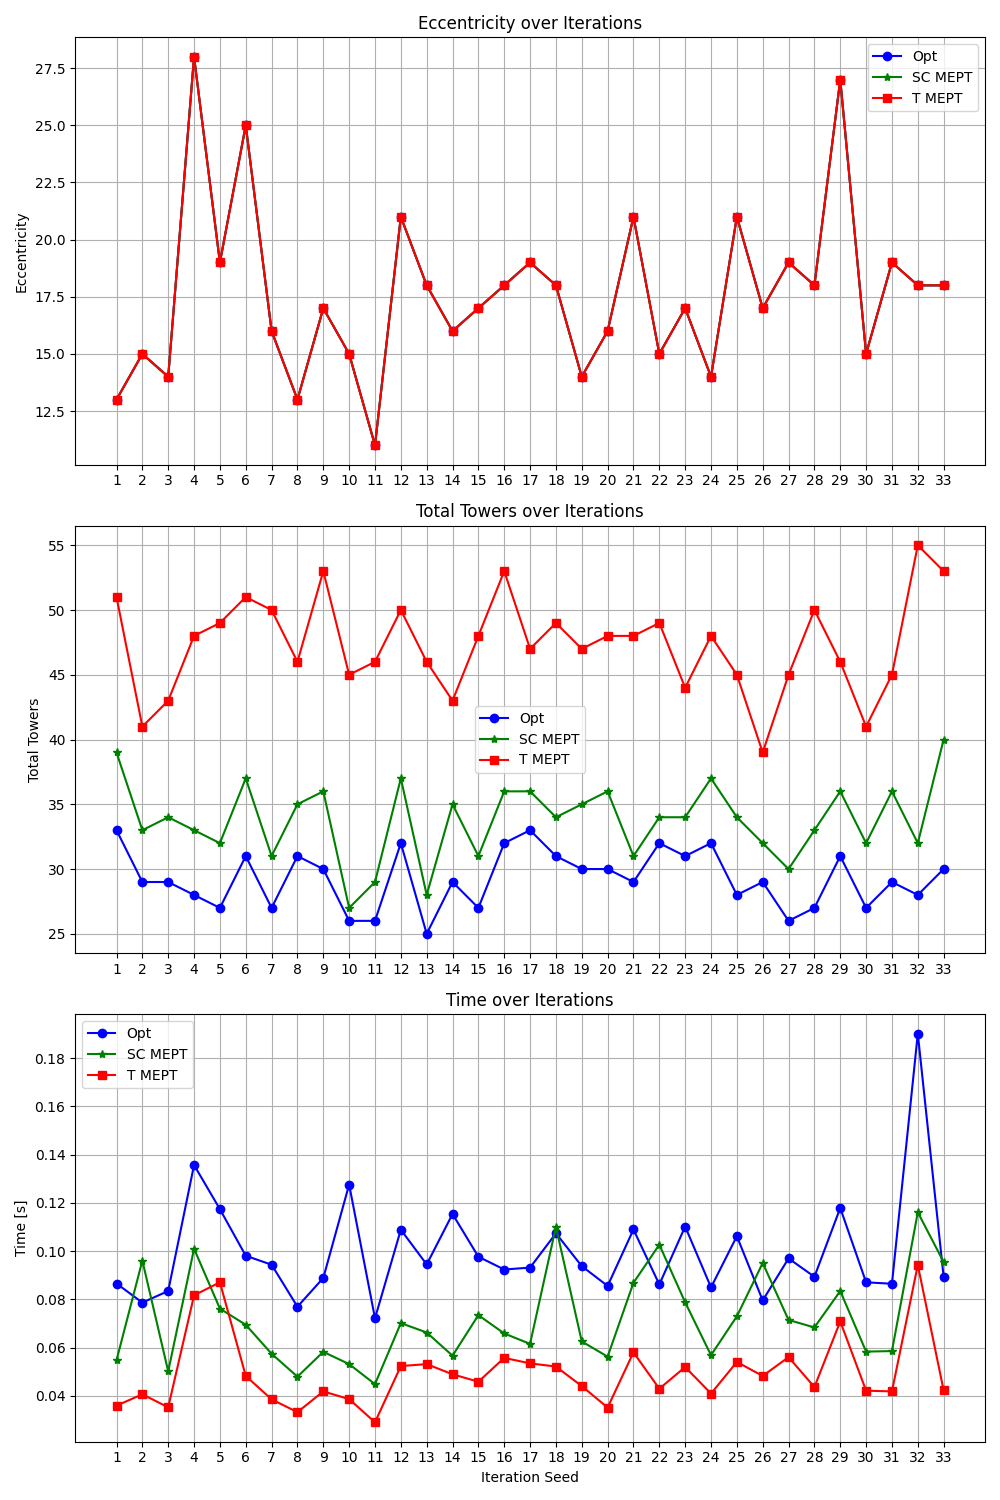 Eccentricity over Iterations
Opt
SC MEPT
T MEPT
Eccentricity
27.5
25.0
22.5
20.0
17.5
15.0
12.5
1 2 3 4 5 6 7 8 9 10 11 12 13 14 15 16 17 18 19 20 21 22 23 24 25 26 27 28 29 30 31 32 33
Total Towers over Iterations
Total Towers
55
50
45
40
35
30
25
Opt
SC MEPT
T MEPT
1 2 3 4 5 6 7 8 9 10 11 12 13 14 15 16 17 18 19 20 21 22 23 24 25 26 27 28 29 30 31 32 33
Time over Iterations
Opt
SC MEPT
T MEPT
Time [s]
0.18
0.16
0.14
0.12
0.10
0.08
0.06
0.04
1 2 3 4 5 6 7 8 9 10 11 12 13 14 15 16 17 18 19 20 21 22 23 24 25 26 27 28 29 30 31 32 33
Iteration Seed